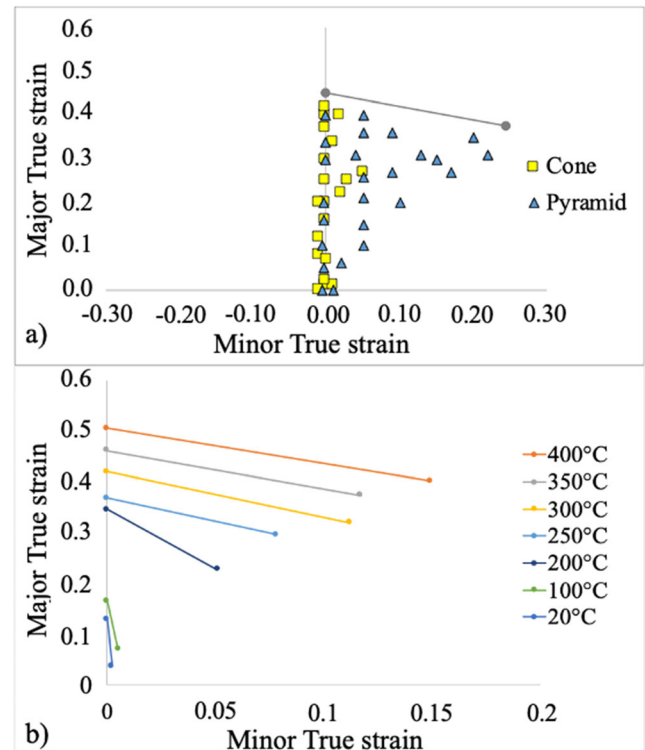 0.6
0.5
0.4
0.3
0.2
0.1
0.0
Major True strain
Cone
Pyramid
-0.30 -0.20 -0.10 0.00 0.10 0.20 0.30
Minor True strain
a)
0.6
0.5
0.4
0.3
0.2
0.1
0
Major True strain
400°C
350°C
300°C
250°C
200°C
100°C
20°C
0 0.05 0.1 0.15 0.2
Minor True strain
b)